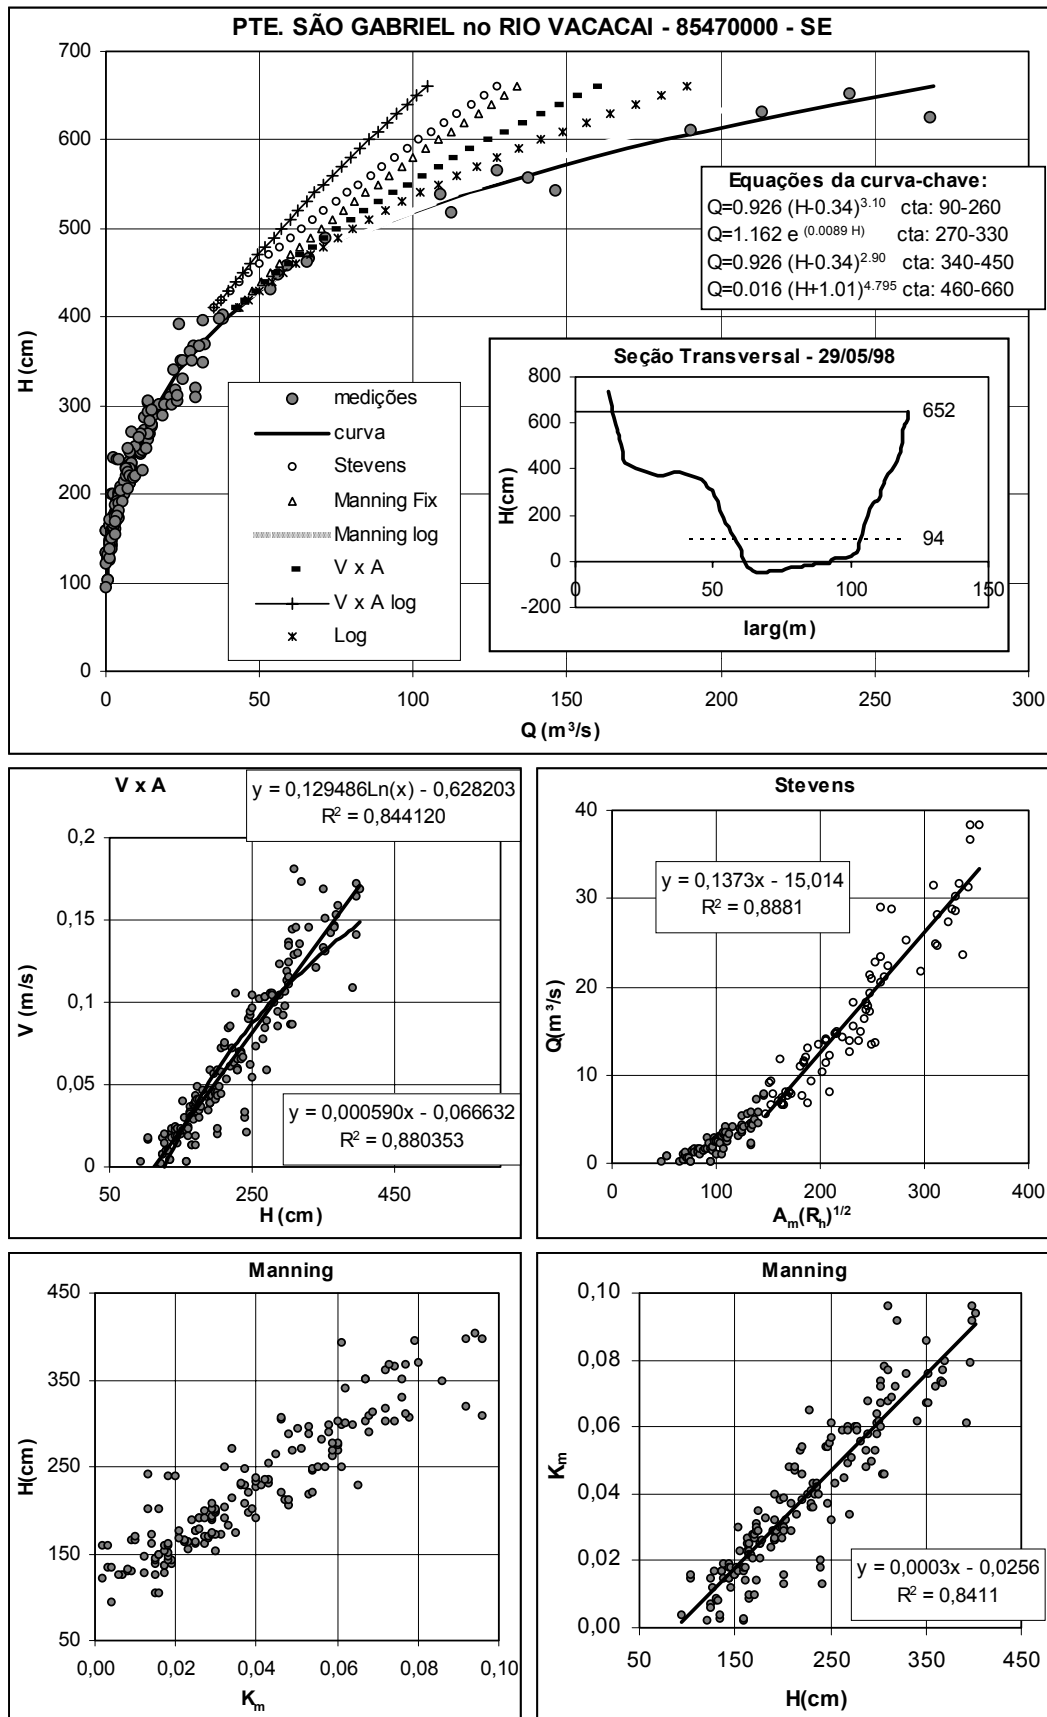 PTE. SÃO GABRIEL no RIO VACACAI - 85470000 - SE
700
600
500
400
300
200
100
0
H (cm)
Equações da curva-chave:
Q=0.926 (H-0.34)^3.10 cta: 90-260
Q=1.162 e ^(0.0089 H) cta: 270-330
Q=0.926 (H-0.34)^2.90 cta: 340-450
Q=0.016 (H+1.01)^4.795 cta: 460-660
medições
curva
Stevens
Manning Fix
Manning log
V x A
V x A log
Log
Seção Transversal - 29/05/98
800
600
400
200
0
-200
H(cm)
652
94
0 50 100 150
larg(m)
0 50 100 150 200 250 300
Q (m³/s)
V x A
y = 0,129486Ln(x) - 0,628203
R² = 0,844120
0,2
0,15
0,1
0,05
0
V (m/s)
y = 0,000590x - 0,066632
R² = 0,880353
50 250 450
H (cm)
Stevens
40
30
20
10
0
Q(m³/s)
y = 0,1373x - 15,014
R² = 0,8881
0 100 200 300 400
Aₘ(Rₕ)^1/2
Manning
450
350
250
150
50
H(cm)
0,00 0,02 0,04 0,06 0,08 0,10
Kₘ
Manning
0,10
0,08
0,06
0,04
0,02
0,00
Kₘ
y = 0,0003x - 0,0256
R² = 0,8411
50 150 250 350 450
H(cm)